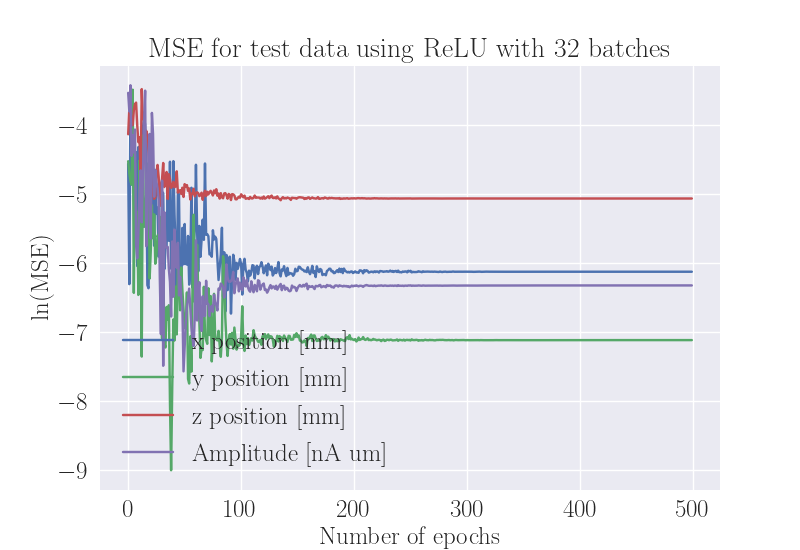 MSE for test data using ReLU with 32 batches
ln(MSE)
−4
−5
−6
−7
−8
−9
x position [mm]
y position [mm]
z position [mm]
Amplitude [nA um]
0 100 200 300 400 500
Number of epochs